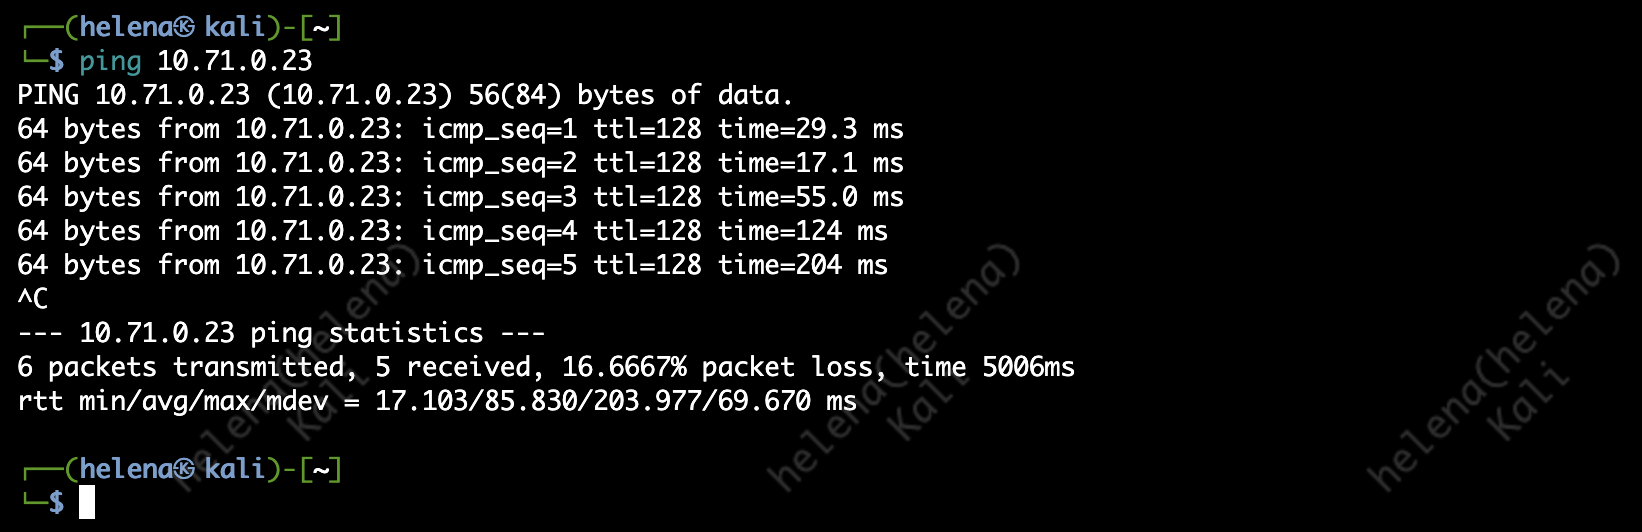 ┌──(helena㉿kali)-[~]
└─$ ping 10.71.0.23
PING 10.71.0.23 (10.71.0.23) 56(84) bytes of data.
64 bytes from 10.71.0.23: icmp_seq=1 ttl=128 time=29.3 ms
64 bytes from 10.71.0.23: icmp_seq=2 ttl=128 time=17.1 ms
64 bytes from 10.71.0.23: icmp_seq=3 ttl=128 time=55.0 ms
64 bytes from 10.71.0.23: icmp_seq=4 ttl=128 time=124 ms
64 bytes from 10.71.0.23: icmp_seq=5 ttl=128 time=204 ms
^C
--- 10.71.0.23 ping statistics ---
6 packets transmitted, 5 received, 16.6667% packet loss, time 5006ms
rtt min/avg/max/mdev = 17.103/85.830/203.977/69.670 ms
┌──(helena㉿kali)-[~]
└─$
helena(helena)
Kali
helena(helena)
Kali
helena(helena)
Kali